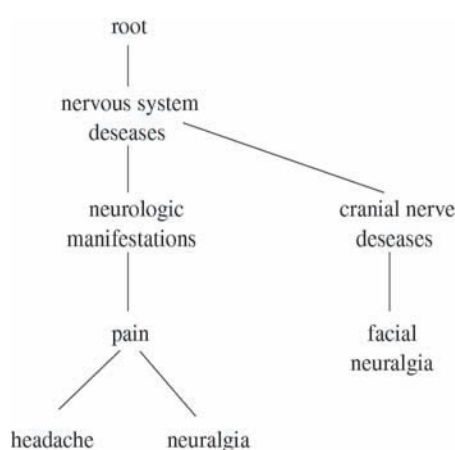 root
nervous system
deseases
neurologic
manifestations
cranial nerve
deseases
pain
facial
neuralgia
headache
neuralgia